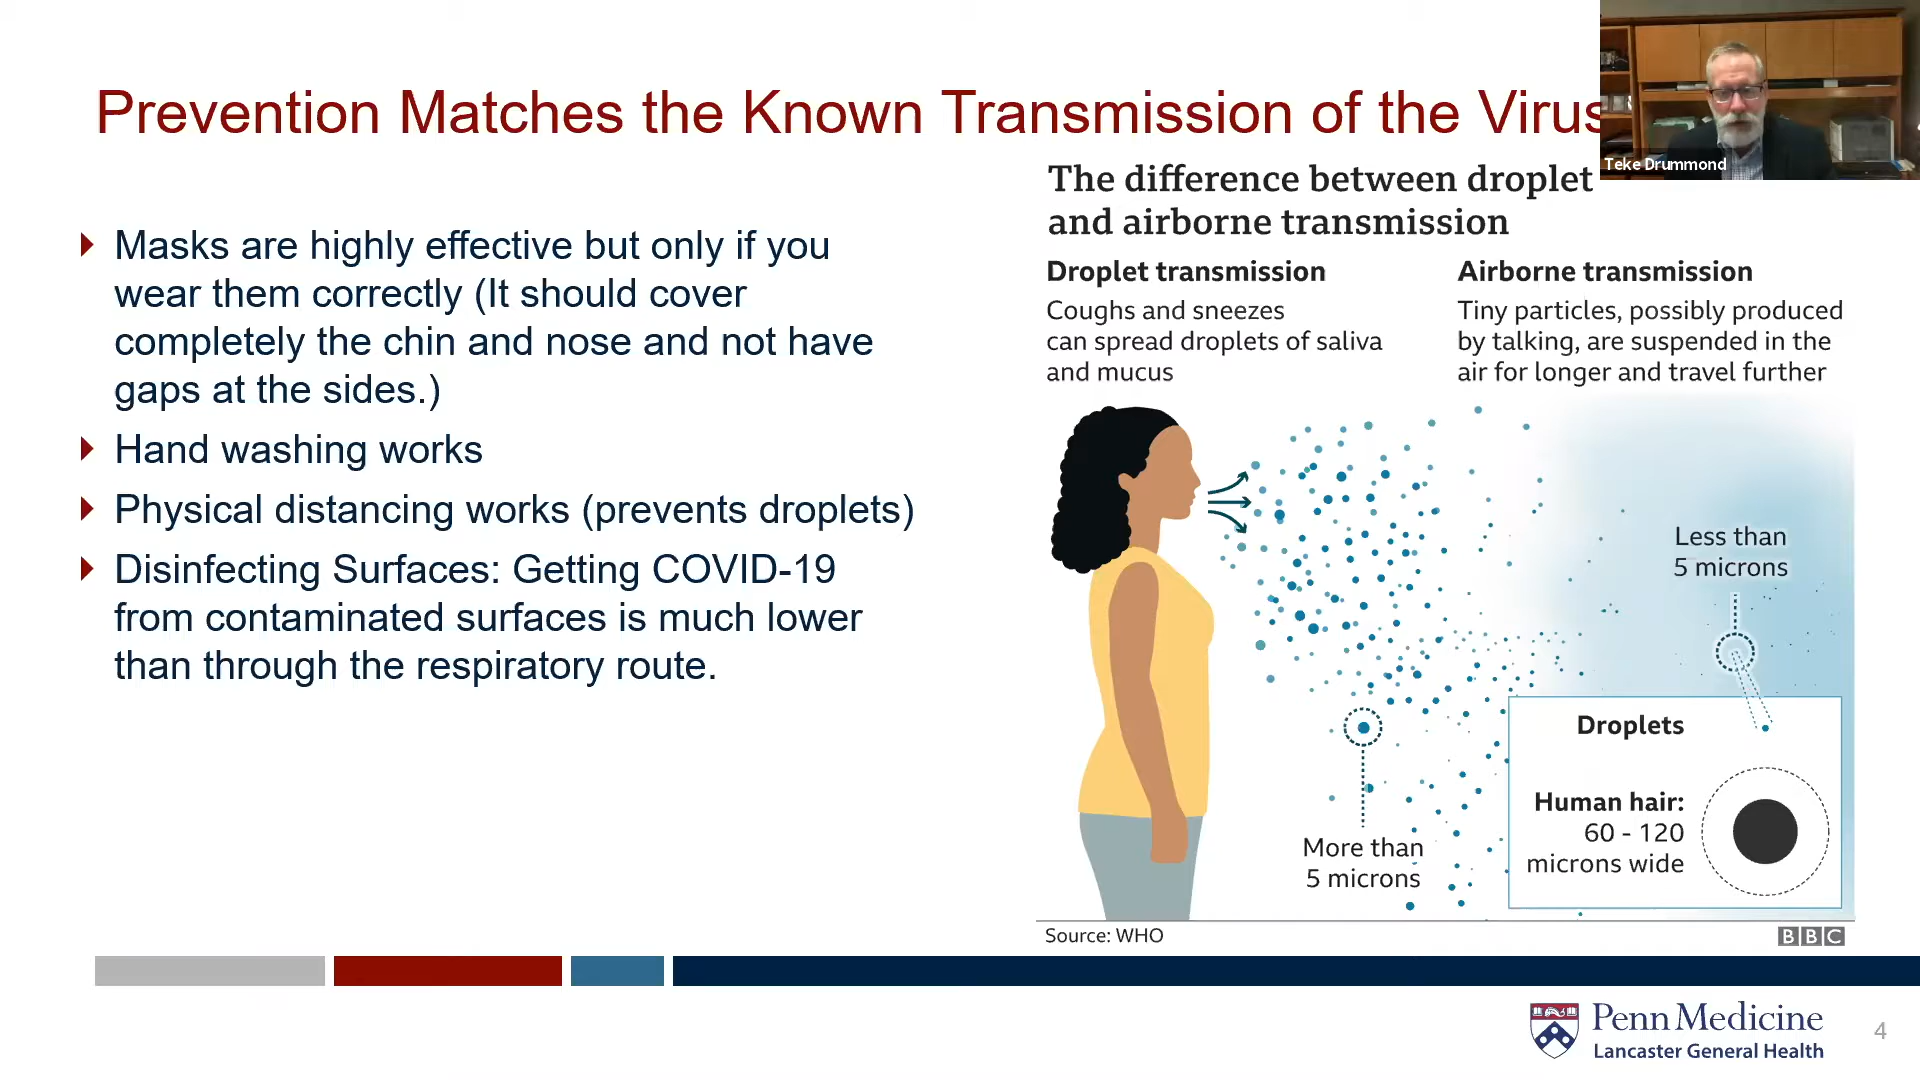 Prevention Matches the Known Transmission of the Virus
Teke Drummond
Masks are highly effective but only if you
wear them correctly (It should cover
completely the chin and nose and not have
gaps at the sides.)
Hand washing works
Physical distancing works (prevents droplets)
Disinfecting Surfaces: Getting COVID-19
from contaminated surfaces is much lower
than through the respiratory route.
The difference between droplet
and airborne transmission
Droplet transmission
Coughs and sneezes
can spread droplets of saliva
and mucus
Airborne transmission
Tiny particles, possibly produced
by talking, are suspended in the
air for longer and travel further
Less than
5 microns
More than
5 microns
Droplets
Human hair:
60 - 120
microns wide
Source: WHO
BBC
Penn Medicine
Lancaster General Health
4